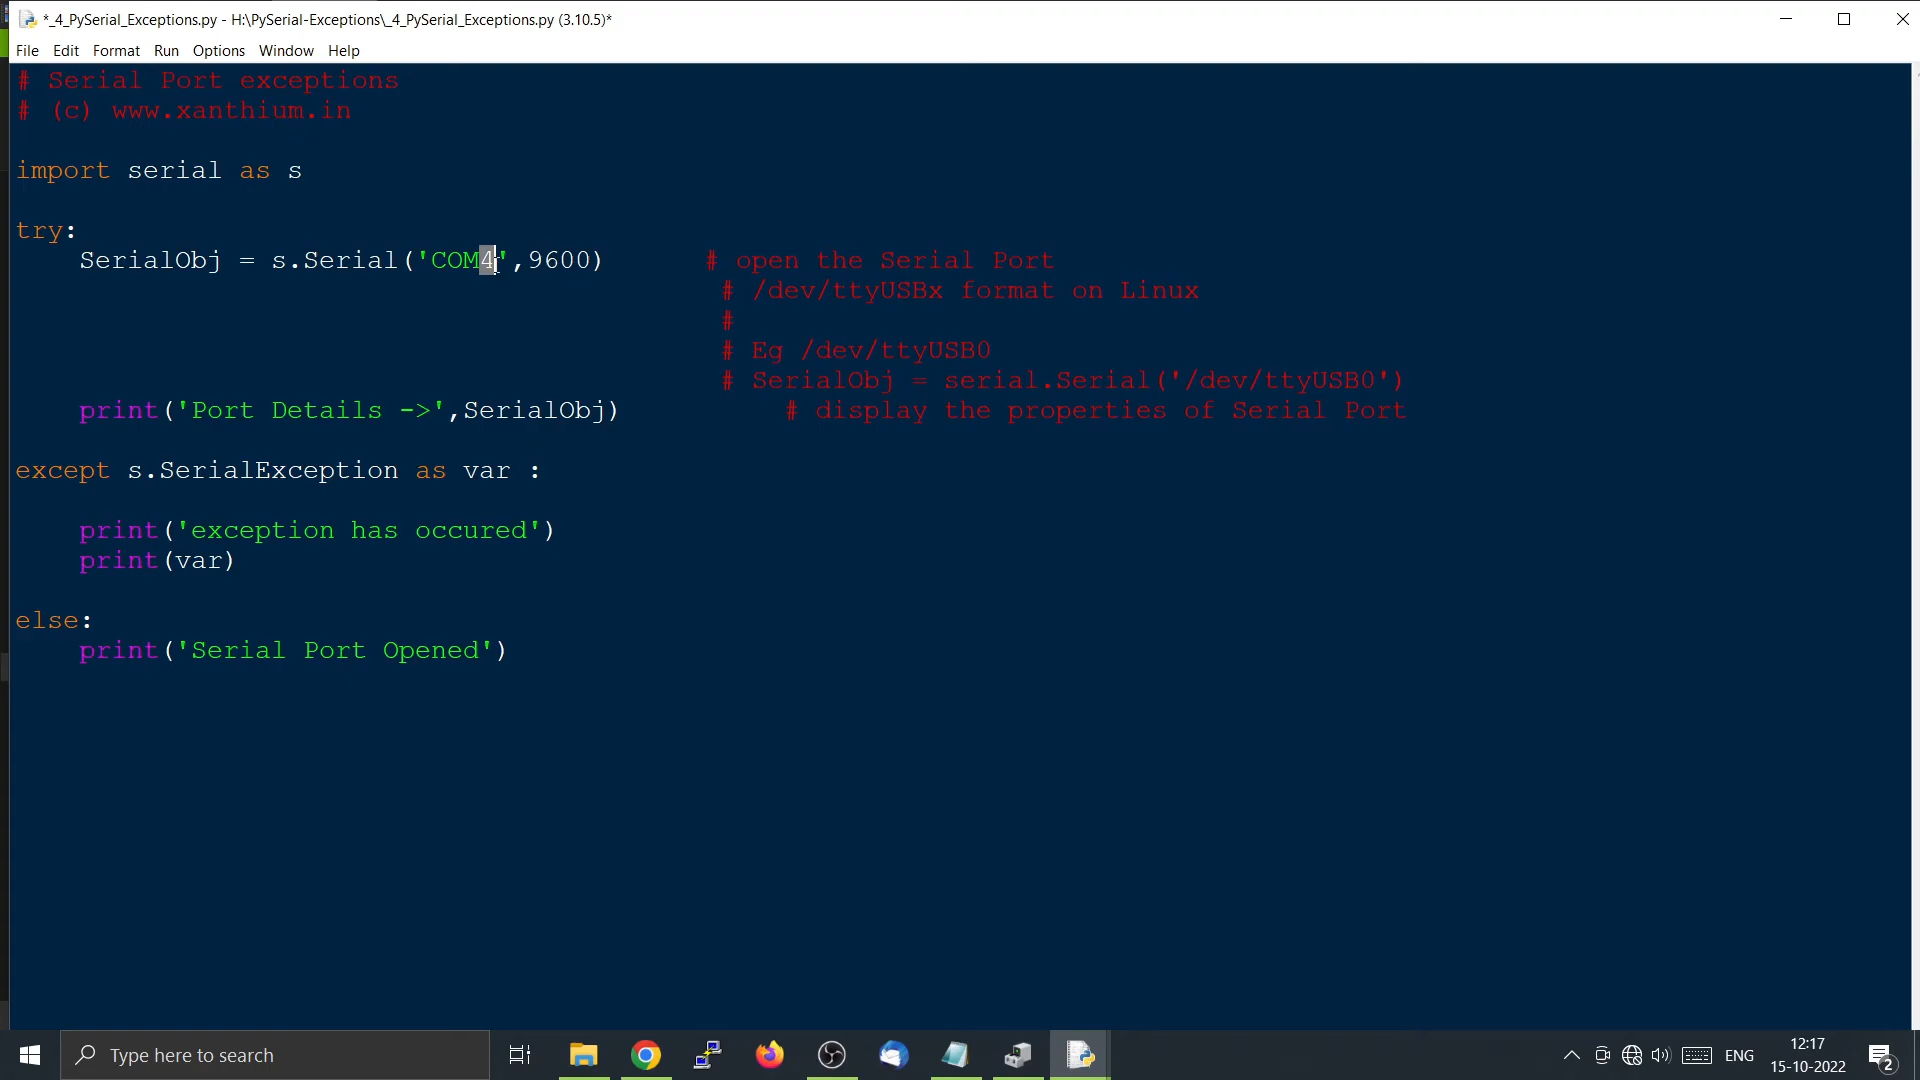 *_4_PySerial_Exceptions.py - H:\PySerial-Exceptions\_4_PySerial_Exceptions.py (3.10.5)*
File Edit Format Run Options Window Help
# Serial Port exceptions
# (c) www.xanthium.in
import serial as s
try:
SerialObj = s.Serial('COM4',9600) # open the Serial Port
# /dev/ttyUSBx format on Linux
#
# Eg /dev/ttyUSB0
# SerialObj = serial.Serial('/dev/ttyUSB0')
print('Port Details ->',SerialObj) # display the properties of Serial Port
except s.SerialException as var :
print('exception has occured')
print(var)
else:
print('Serial Port Opened')
Type here to search
ENG
12:17
15-10-2022
2